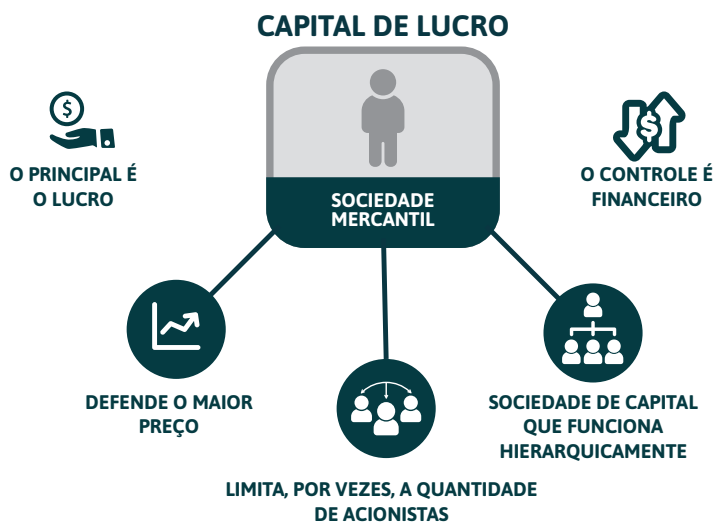 CAPITAL DE LUCRO
$
O PRINCIPAL É
O LUCRO
$
O CONTROLE É
FINANCEIRO
SOCIEDADE
MERCANTIL
DEFENDE O MAIOR
PREÇO
SOCIEDADE DE CAPITAL
QUE FUNCIONA
HIERARQUICAMENTE
LIMITA, POR VEZES, A QUANTIDADE
DE ACIONISTAS